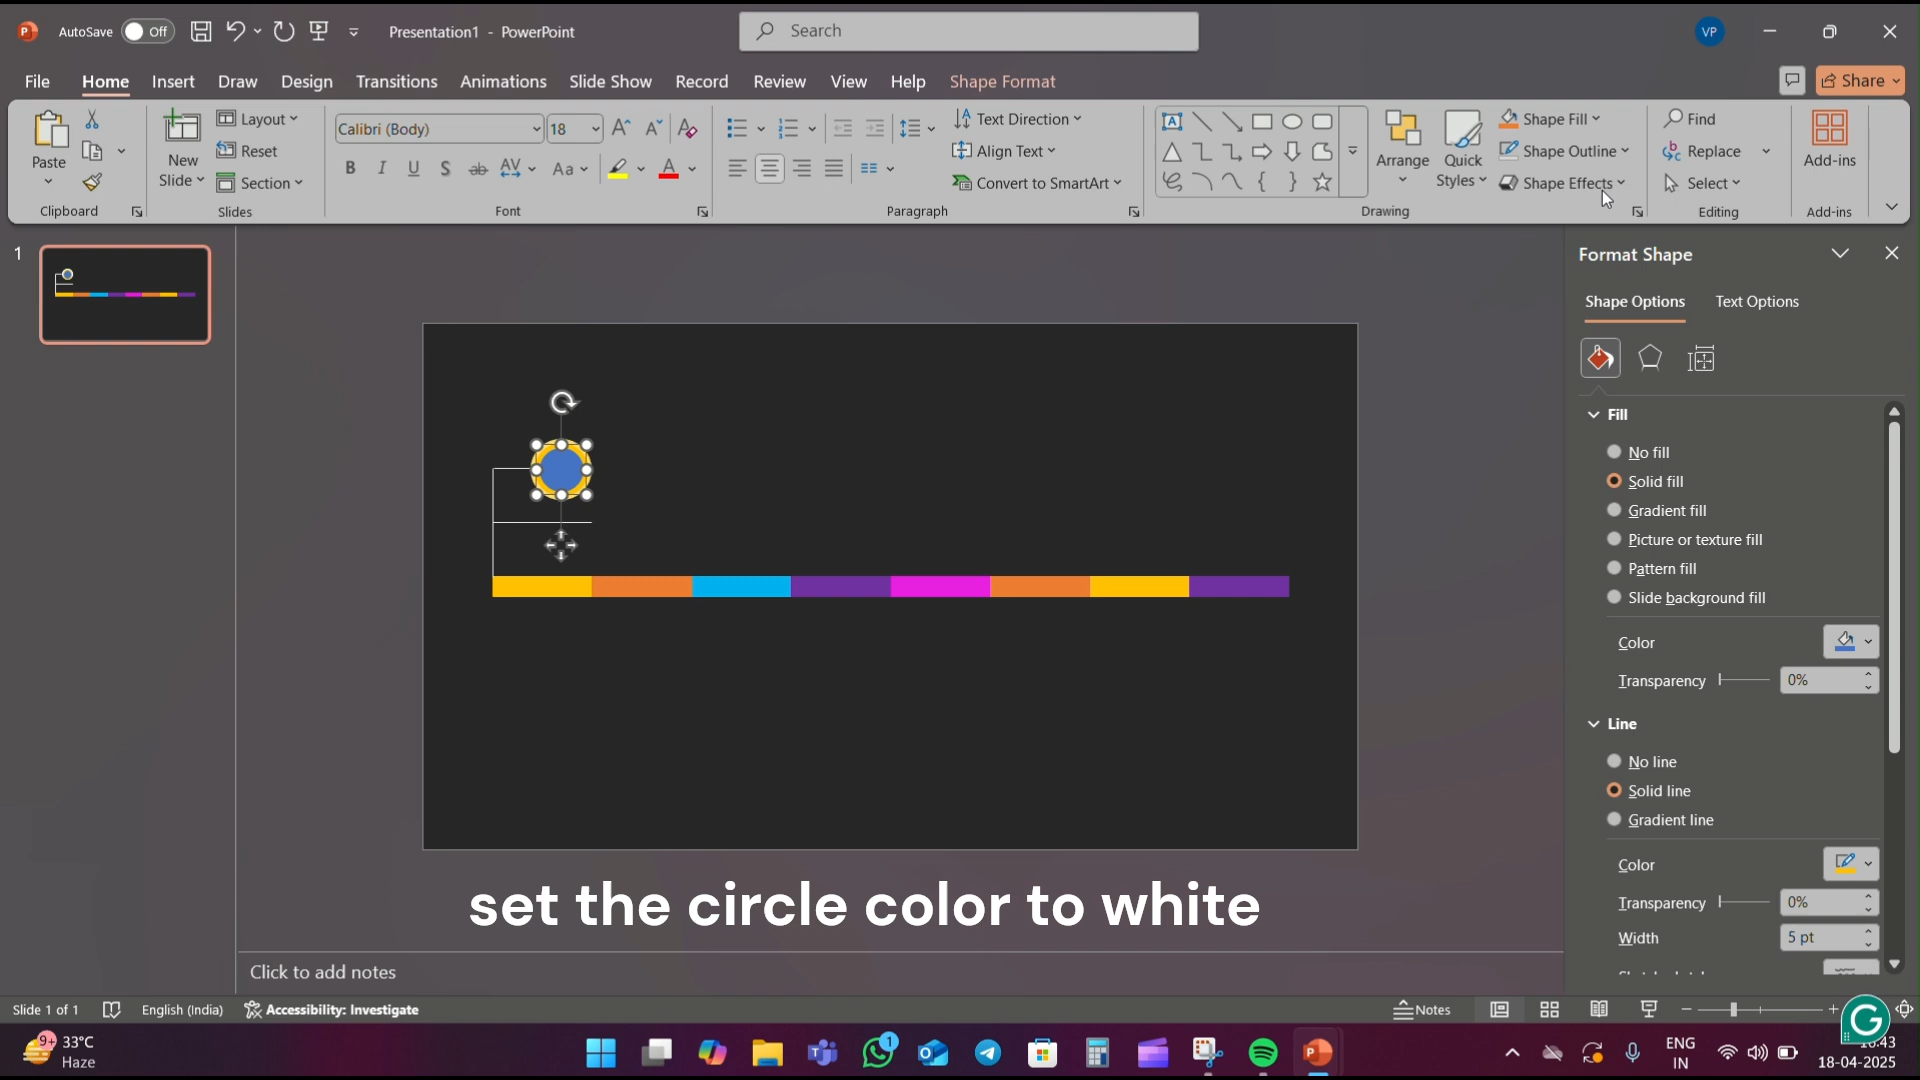 AutoSave Off Presentation1 - PowerPoint Search VP
File Home Insert Draw Design Transitions Animations Slide Show Record Review View Help Shape Format Share
Paste
New Slide
Layout
Reset
Section
Calibri (Body) 18
Text Direction
Align Text
Convert to SmartArt
Arrange
Quick Styles
Shape Fill
Shape Outline
Shape Effects
Find
Replace
Select
Add-ins
Clipboard Slides Font Paragraph Drawing Editing Add-ins
1
Format Shape
Shape Options Text Options
Fill
No fill
Solid fill
Gradient fill
Picture or texture fill
Pattern fill
Slide background fill
Color
Transparency 0%
Line
No line
Solid line
Gradient line
Color
Transparency 0%
Width 5 pt
set the circle color to white
Click to add notes
Slide 1 of 1 English (India) Accessibility: Investigate Notes
9+ 33°C
Haze
1
ENG
IN
18-04-2025